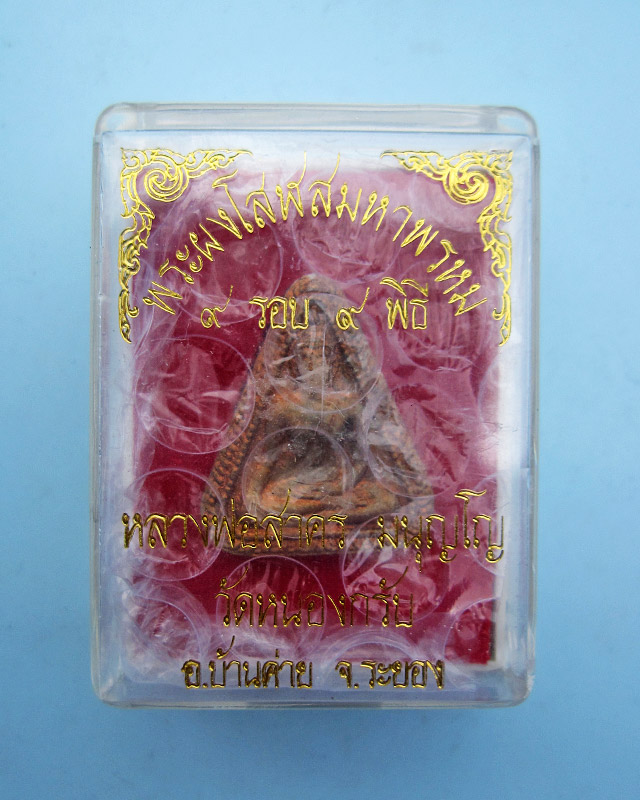 พระผงโสฬสมหาพรหม
๙ รอบ ๙ พิธี
หลวงพ่อสาคร มนุญโญ
วัดหนองกรับ
อ.บ้านค่าย จ.ระยอง